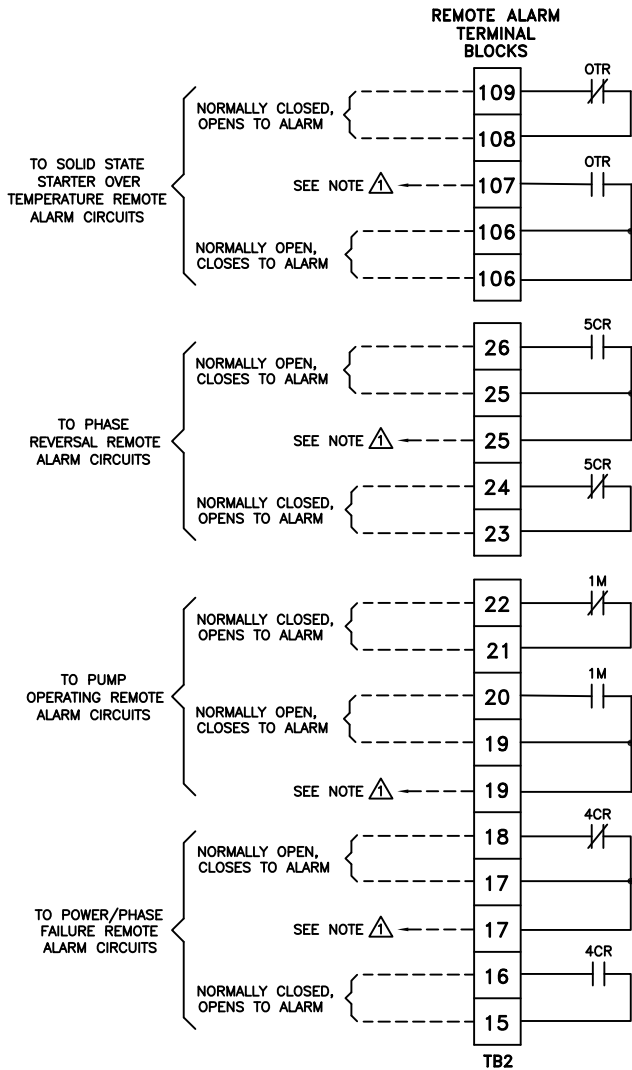 REMOTE ALARM
TERMINAL
BLOCKS
TO SOLID STATE
STARTER OVER
TEMPERATURE REMOTE
ALARM CIRCUITS
NORMALLY CLOSED,
OPENS TO ALARM
109
OTR
108
SEE NOTE 1
107
OTR
NORMALLY OPEN,
CLOSES TO ALARM
106
106
TO PHASE
REVERSAL REMOTE
ALARM CIRCUITS
NORMALLY OPEN,
CLOSES TO ALARM
26
5CR
25
SEE NOTE 1
25
NORMALLY CLOSED,
OPENS TO ALARM
24
5CR
23
TO PUMP
OPERATING REMOTE
ALARM CIRCUITS
NORMALLY CLOSED,
OPENS TO ALARM
22
1M
21
NORMALLY OPEN,
CLOSES TO ALARM
20
1M
19
SEE NOTE 1
19
TO POWER/PHASE
FAILURE REMOTE
ALARM CIRCUITS
NORMALLY OPEN,
CLOSES TO ALARM
18
4CR
17
SEE NOTE 1
17
NORMALLY CLOSED,
OPENS TO ALARM
16
4CR
15
TB2